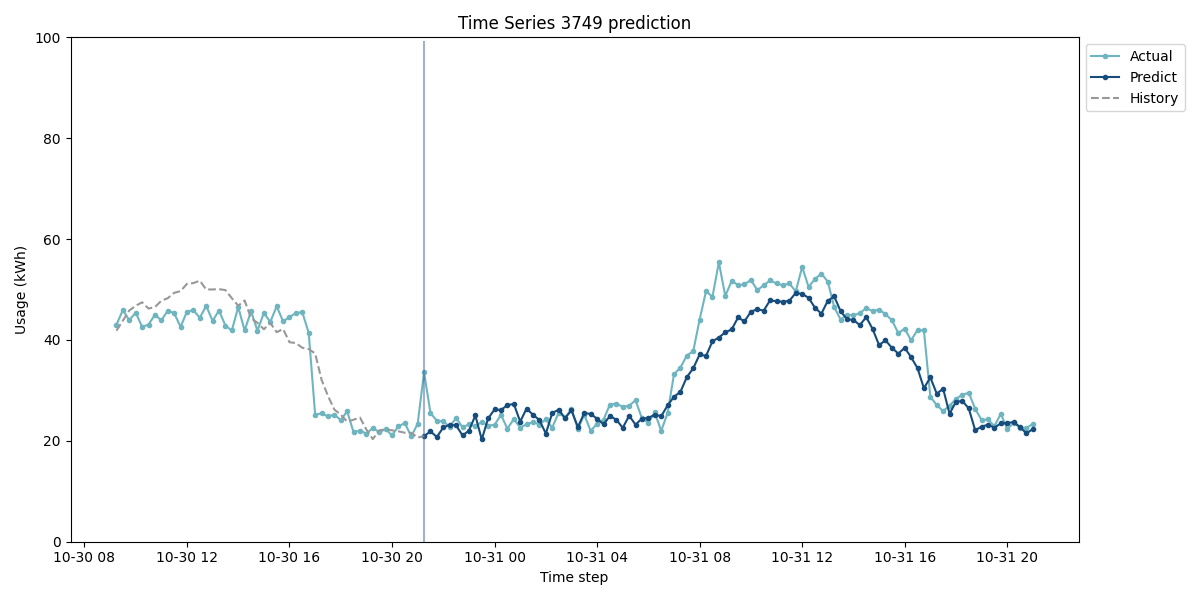 Time Series 3749 prediction
100
80
60
40
20
0
Usage (kWh)
10-30 08 10-30 12 10-30 16 10-30 20 10-31 00 10-31 04 10-31 08 10-31 12 10-31 16 10-31 20
Time step
Actual
Predict
History